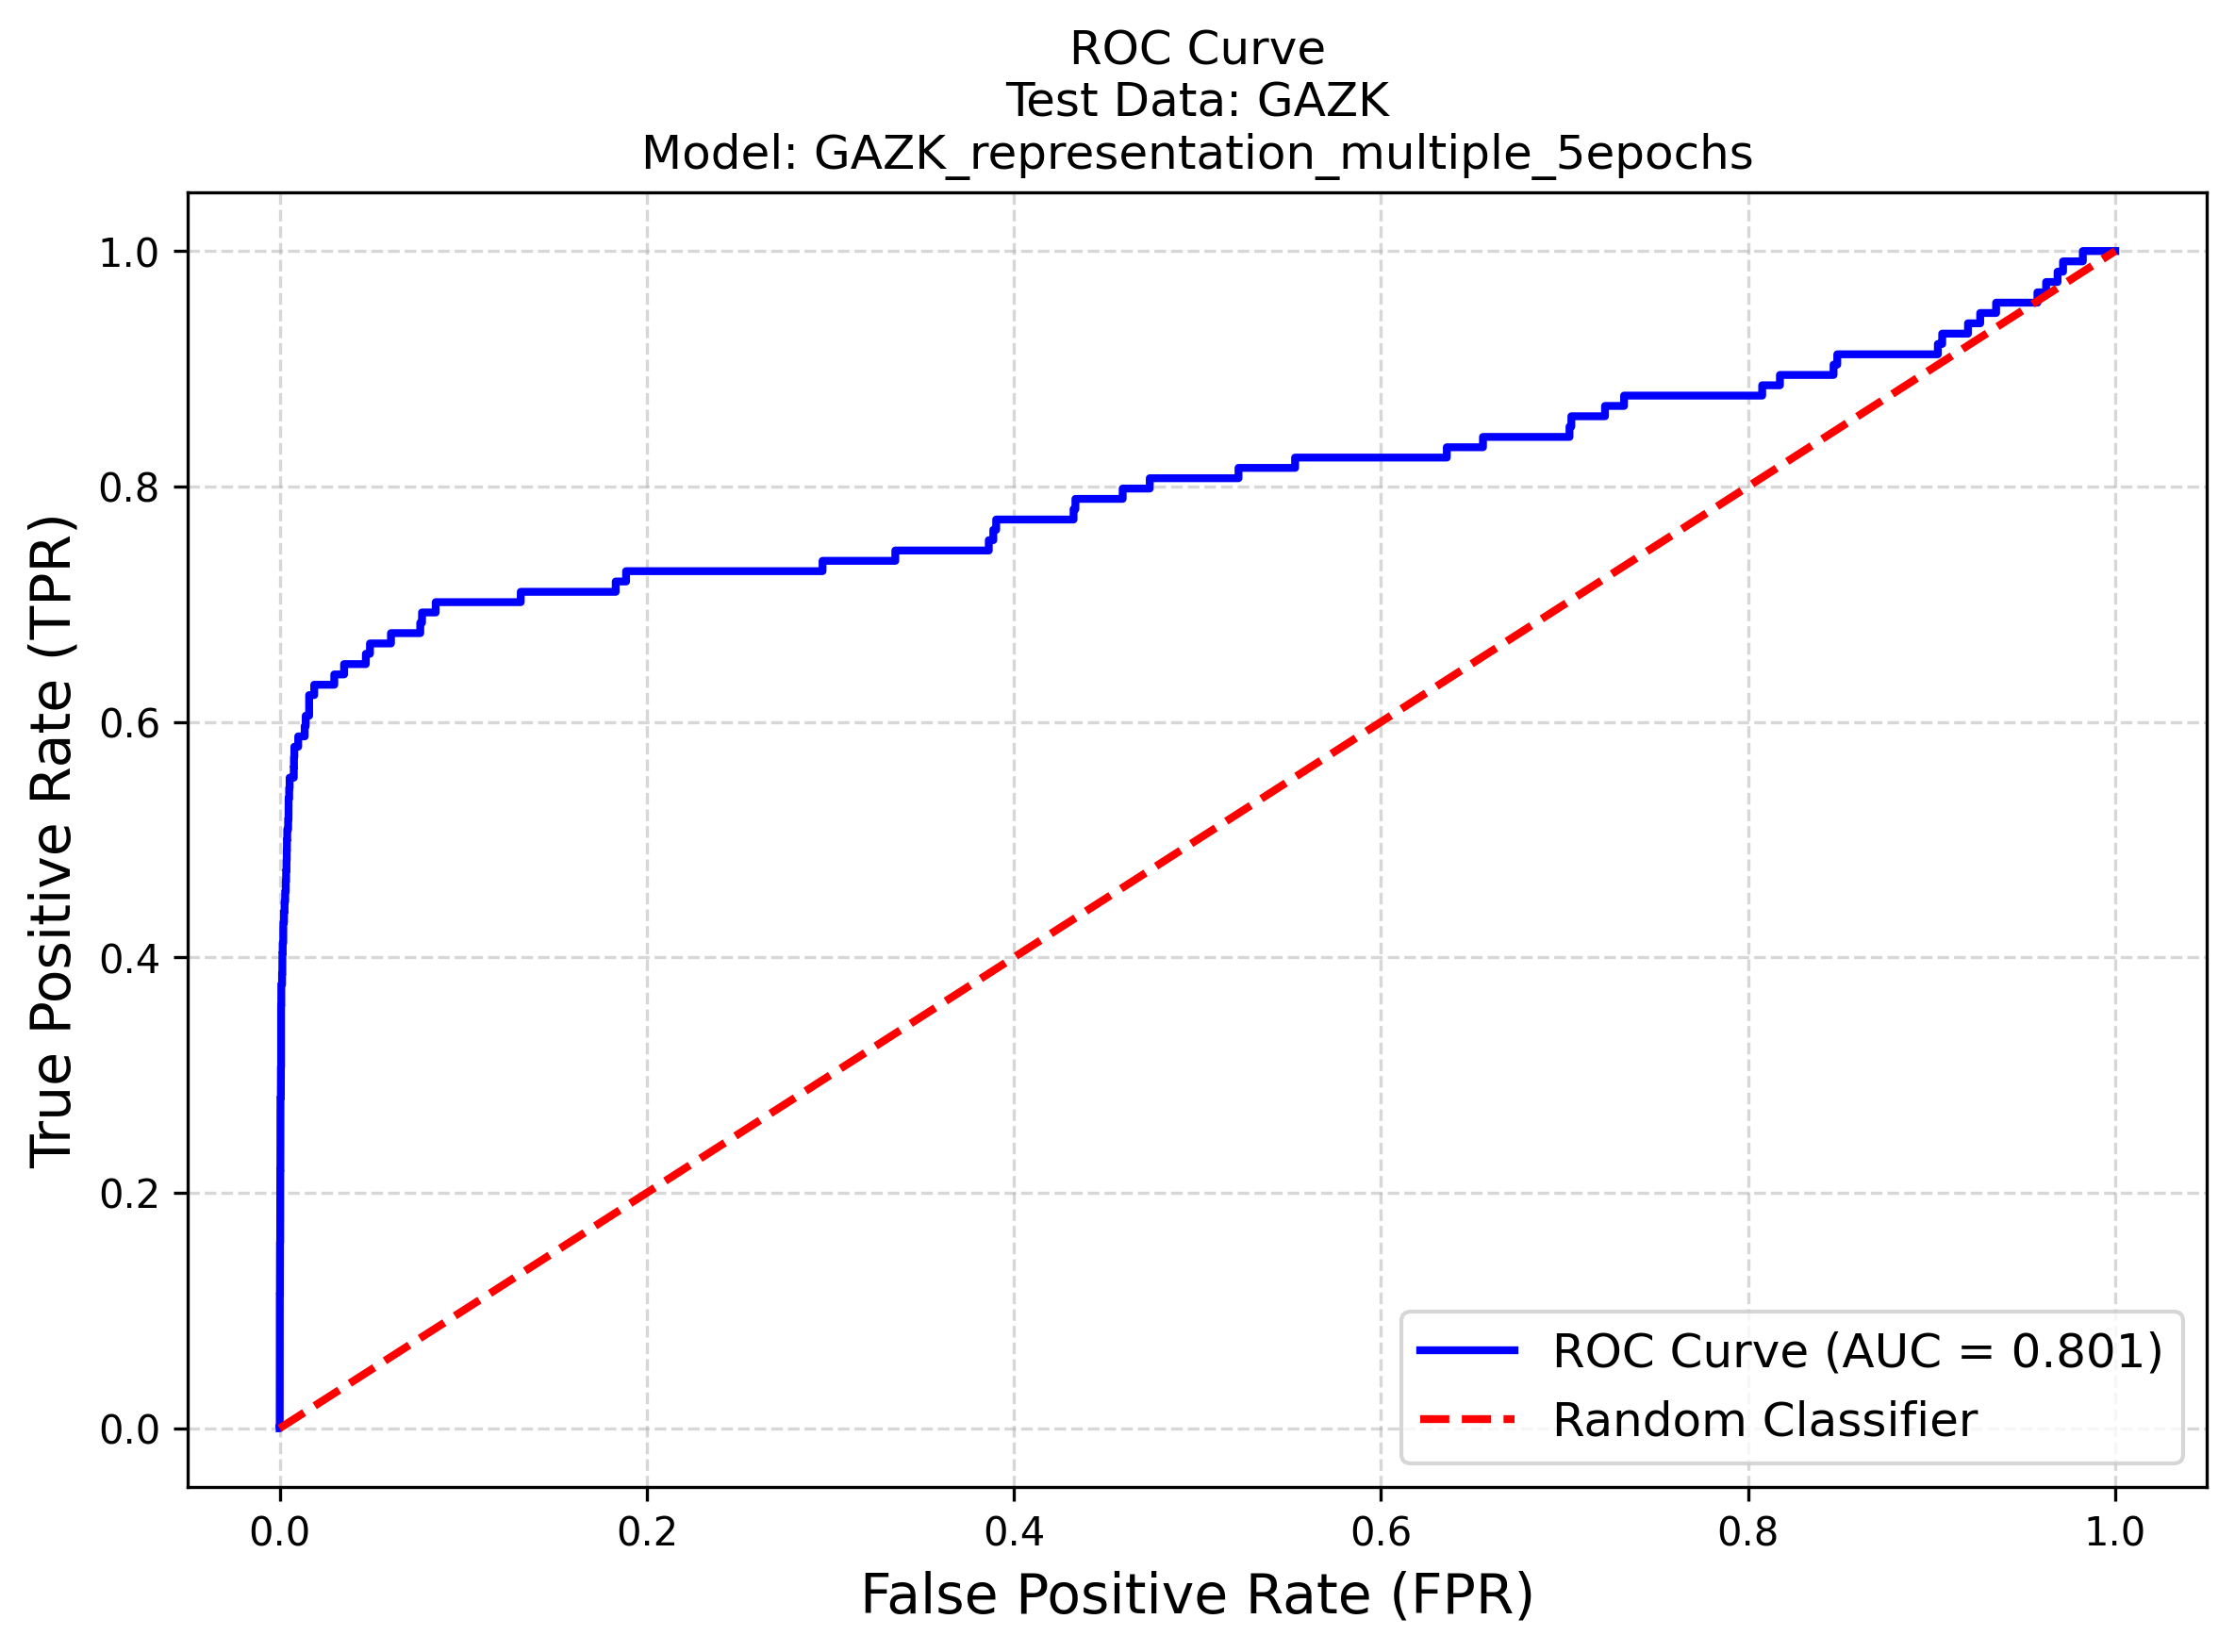 ROC Curve
Test Data: GAZK
Model: GAZK_representation_multiple_5epochs
True Positive Rate (TPR)
1.0
0.8
0.6
0.4
0.2
0.0
0.0 0.2 0.4 0.6 0.8 1.0
False Positive Rate (FPR)
ROC Curve (AUC = 0.801)
Random Classifier